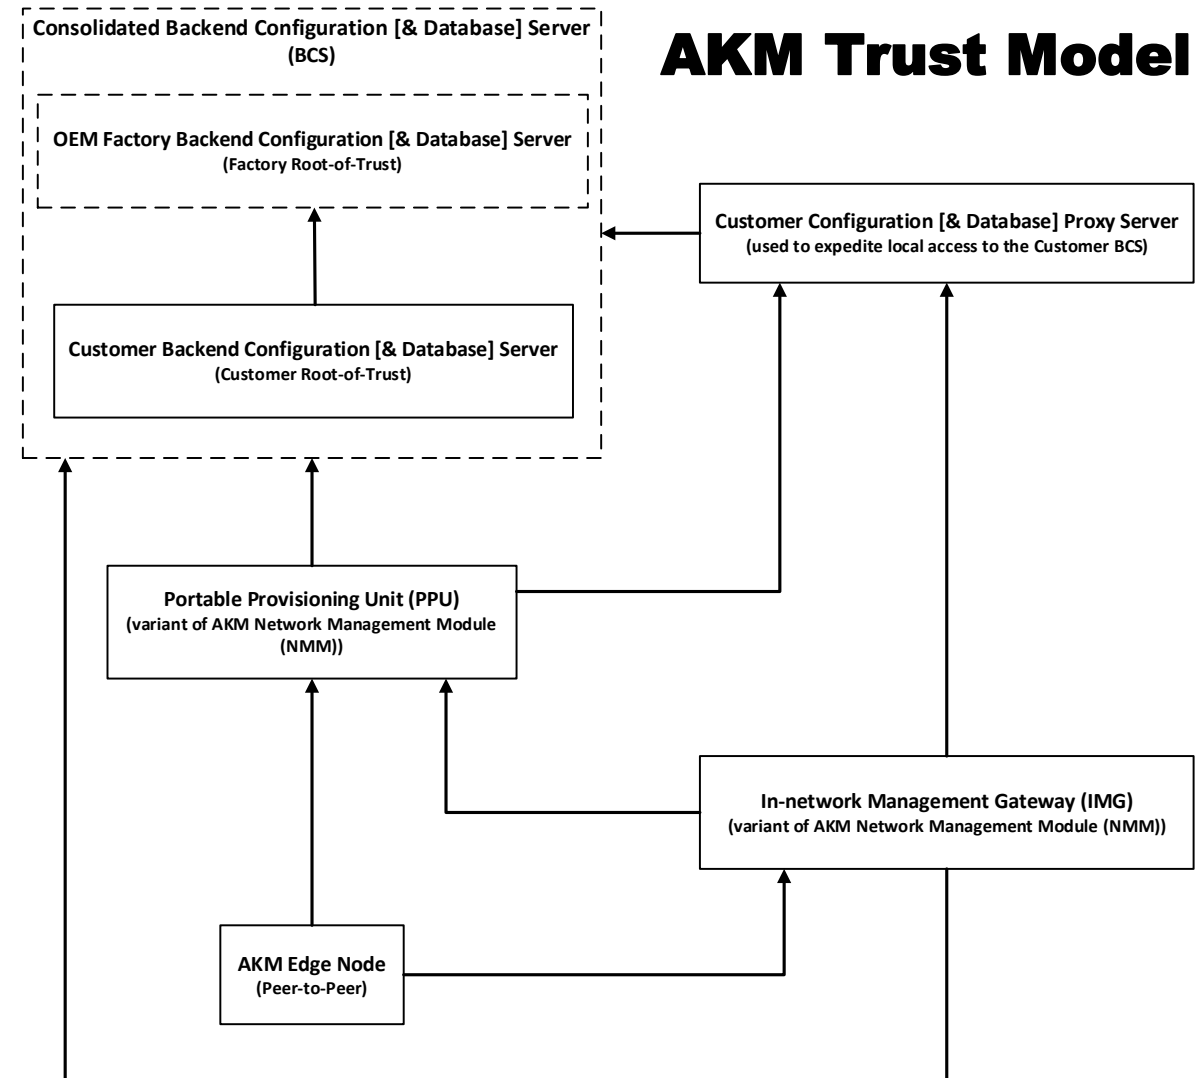 AKM Trust Model
Consolidated Backend Configuration [& Database] Server
(BCS)
OEM Factory Backend Configuration [& Database] Server
(Factory Root-of-Trust)
Customer Configuration [& Database] Proxy Server
(used to expedite local access to the Customer BCS)
Customer Backend Configuration [& Database] Server
(Customer Root-of-Trust)
Portable Provisioning Unit (PPU)
(variant of AKM Network Management Module
(NMM))
In-network Management Gateway (IMG)
(variant of AKM Network Management Module (NMM))
AKM Edge Node
(Peer-to-Peer)